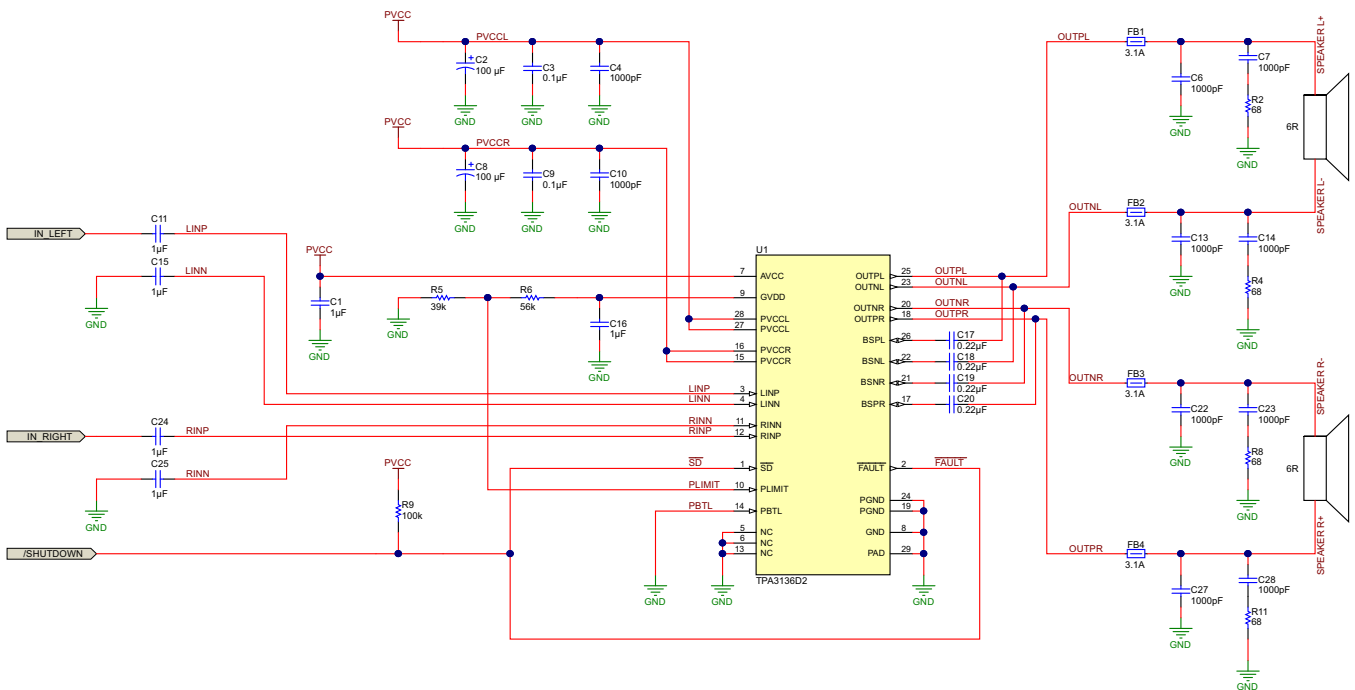 PVCC
PVCCL
C2
100 µF
C3
0.1µF
C4
1000pF
GND
GND
GND
PVCC
PVCCR
C8
100 µF
C9
0.1µF
C10
1000pF
GND
GND
GND
IN_LEFT
C11
1µF
LINP
C15
1µF
LINN
GND
PVCC
C1
1µF
GND
R5
39k
R6
56k
GND
C16
1µF
GND
LINP
LINN
IN_RIGHT
C24
1µF
RINP
C25
1µF
RINN
GND
RINN
RINP
PVCC
R9
100k
/SHUTDOWN
SD
PLIMIT
PBTL
GND
GND
U1
7 AVCC
9 GVDD
28 PVCCL
27 PVCCL
16 PVCCR
15 PVCCR
3 LINP
4 LINN
11 RINN
12 RINP
1 SD
10 PLIMIT
14 PBTL
5 NC
6 NC
13 NC
TPA3136D2
OUTPL 25 OUTPL
OUTNL 23 OUTNL
OUTNR 20 OUTNR
OUTPR 18 OUTPR
BSPL 26
BSNL 22
BSNR 21
BSPR 17
FAULT 2 FAULT
PGND 24
PGND 19
GND 8
PAD 29
GND
C17
0.22µF
C18
0.22µF
C19
0.22µF
C20
0.22µF
OUTPL
FB1
3.1A
C6
1000pF
GND
C7
1000pF
R2
68
GND
SPEAKER L+
6R
SPEAKER L-
OUTNL
FB2
3.1A
C13
1000pF
GND
C14
1000pF
R4
68
GND
OUTNR
FB3
3.1A
C22
1000pF
GND
C23
1000pF
R8
68
GND
SPEAKER R-
6R
SPEAKER R+
OUTPR
FB4
3.1A
C27
1000pF
GND
C28
1000pF
R11
68
GND